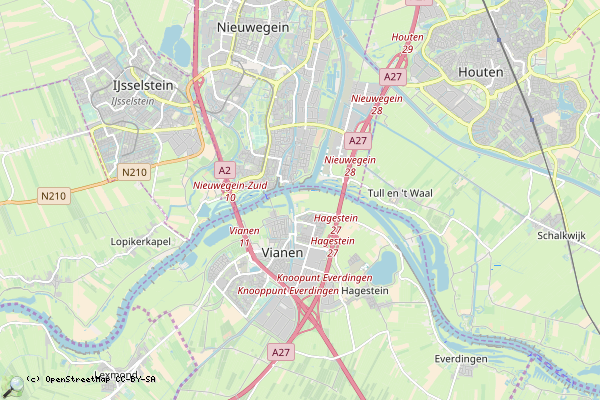 Nieuwegein
Houten
29
A27
Houten
IJsselstein
IJsselstein
Nieuwegein
28
A27
Nieuwegein
28
A2
N210
N210
Nieuwegein-Zuid
10
Tull en 't Waal
Hagestein
27
Vianen
11
Schalkwijk
Lopikerkapel
Hagestein
27
Vianen
Knoopunt Everdingen
Knooppunt Everdingen
Hagestein
A27
Everdingen
Lexmond
(c) OpenStreetMap CC-BY-SA